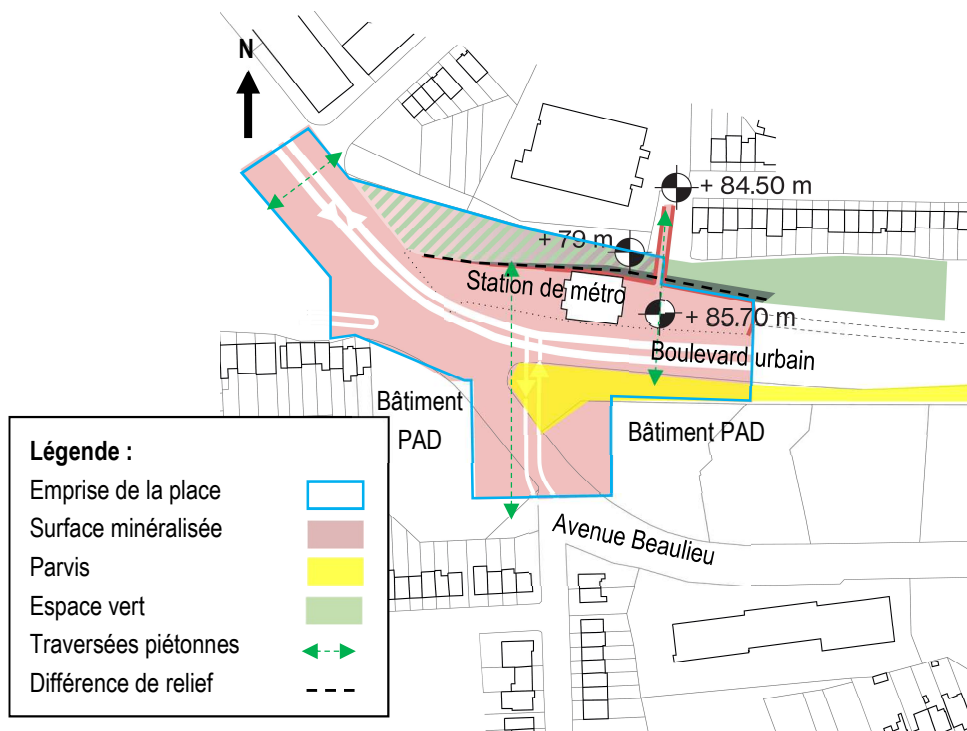 N
+ 84.50 m
+ 79 m
Station de métro
+ 85.70 m
Boulevard urbain
Bâtiment
PAD
Bâtiment PAD
Avenue Beaulieu
Légende :
Emprise de la place
Surface minéralisée
Parvis
Espace vert
Traversées piétonnes
Différence de relief